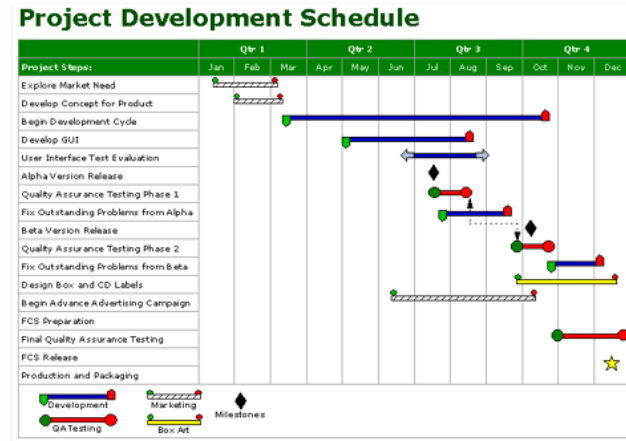 Project Development Schedule
Qtr 1 Qtr 2 Qtr 3 Qtr 4
Project Steps: Jan Feb Mar Apr May Jun Jul Aug Sep Oct Nov Dec
Explore Market Need
Develop Concept for Product
Begin Development Cycle
Develop GUI
User Interface Test Evaluation
Alpha Version Release
Quality Assurance Testing Phase 1
Fix Outstanding Problems from Alpha
Beta Version Release
Quality Assurance Testing Phase 2
Fix Outstanding Problems from Beta
Design Box and CD Labels
Begin Advance Advertising Campaign
FCS Preparation
Final Quality Assurance Testing
FCS Release
Production and Packaging
Development Marketing Milestones
QA Testing Box Art